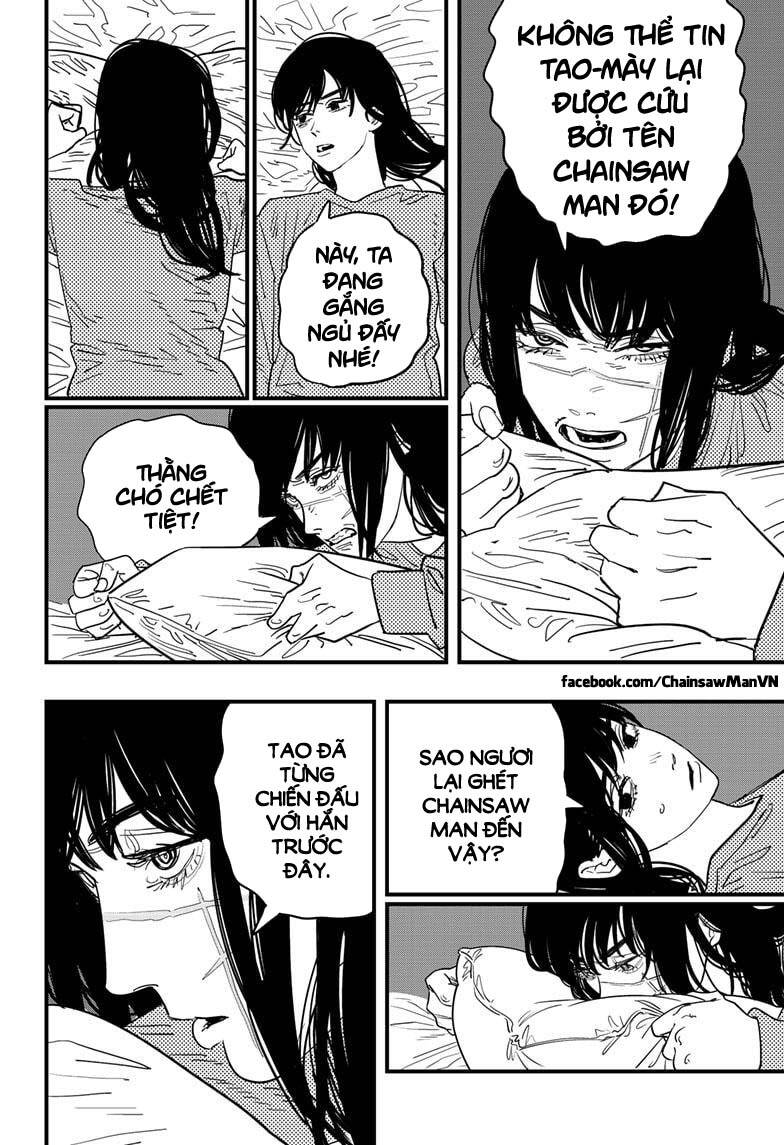 KHÔNG THỂ TIN
TAO-MÀY LẠI
ĐƯỢC CỨU
BỞI TÊN
CHAINSAW
MAN ĐÓ!
NÀY, TA
ĐANG
GẮNG
NGỦ ĐẤY
NHÉ!
THẰNG
CHÓ CHẾT
TIỆT!
facebook.com/ChainsawManVN
SAO NGƯƠI
LẠI GHÉT
CHAINSAW
MAN ĐẾN
VẬY?
TAO ĐÃ
TỪNG
CHIẾN ĐẤU
VỚI HẮN
TRƯỚC
ĐÂY.